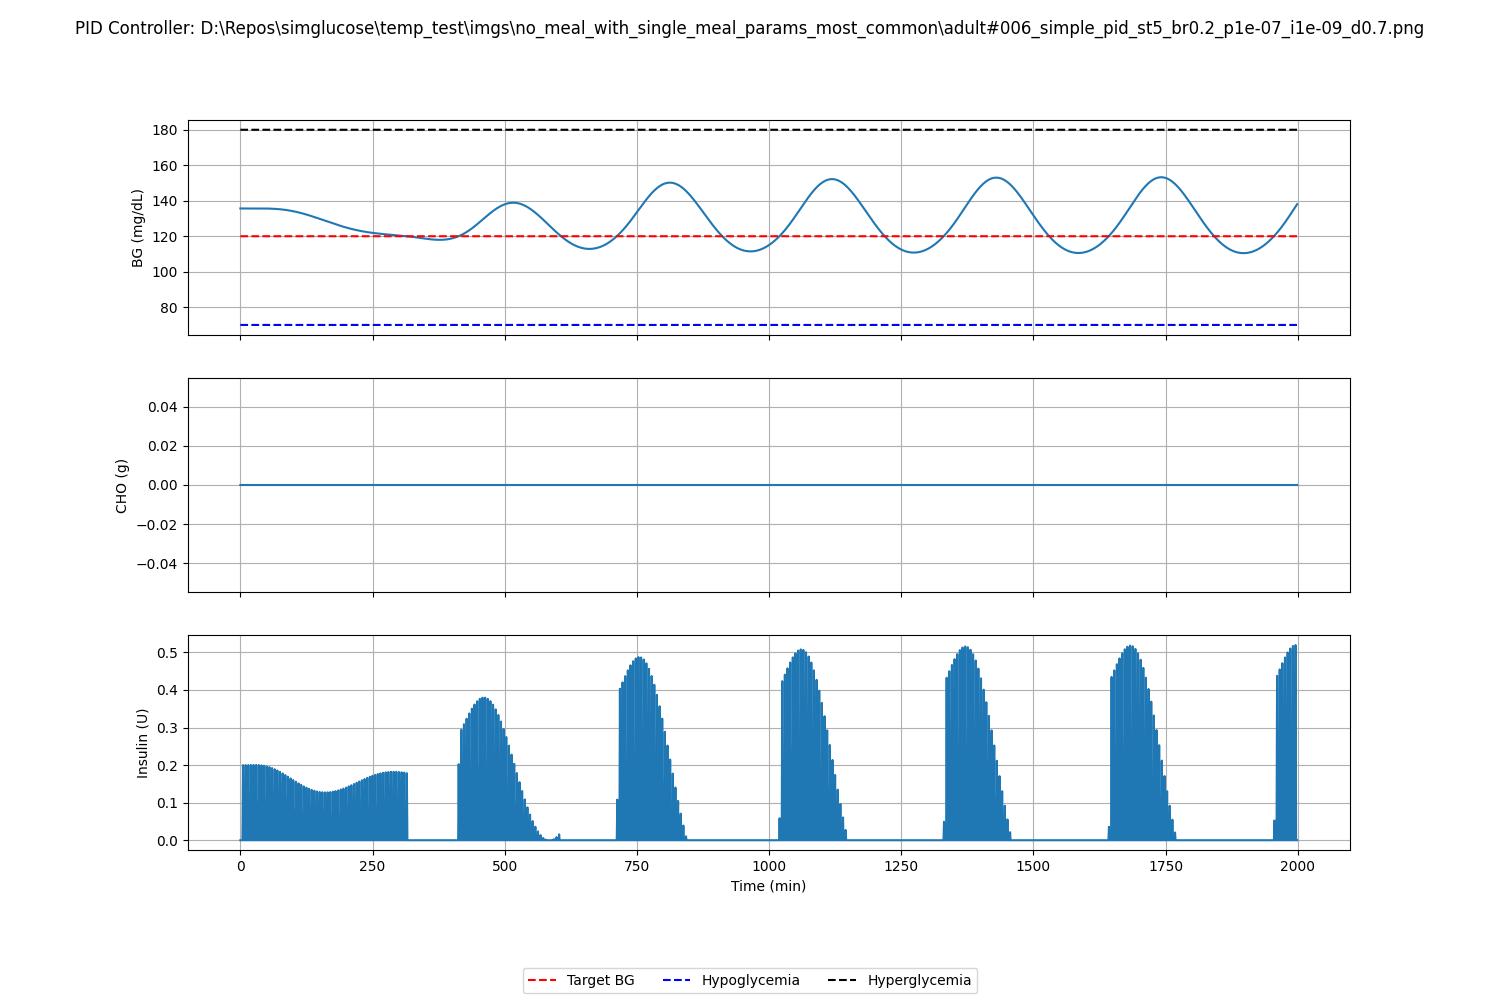 PID Controller: D:\Repos\simglucose\temp_test\imgs\no_meal_with_single_meal_params_most_common\adult#006_simple_pid_st5_br0.2_p1e-07_i1e-09_d0.7.png
180
160
140
120
100
80
BG (mg/dL)
0.04
0.02
0.00
−0.02
−0.04
CHO (g)
0.5
0.4
0.3
0.2
0.1
0.0
Insulin (U)
0 250 500 750 1000 1250 1500 1750 2000
Time (min)
Target BG Hypoglycemia Hyperglycemia